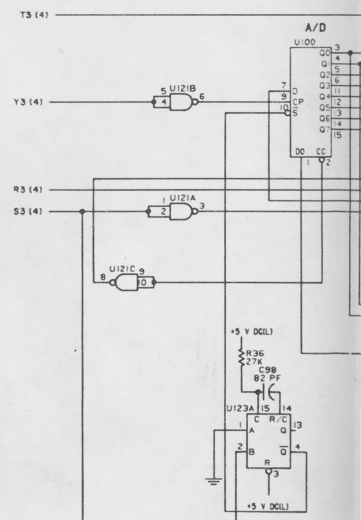 T3 (4)
A/D
U100
Q0 3
Q1 4
Q2 5
Q3 6
Q4 11
Q5 12
Q6 13
Q7 14
15
7 D
9 CP
10 S
DO CC
1 2
5 U121B
4 6
Y3 (4)
R3 (4)
S3 (4)
1 U121A
2 3
8 U121C 9
10
+5 V DC(L)
R36
27K
C98
82 PF
U123A 15 14
C R/C
1 A Q 13
2 B Q 4
R
3
+5 V DC(L)